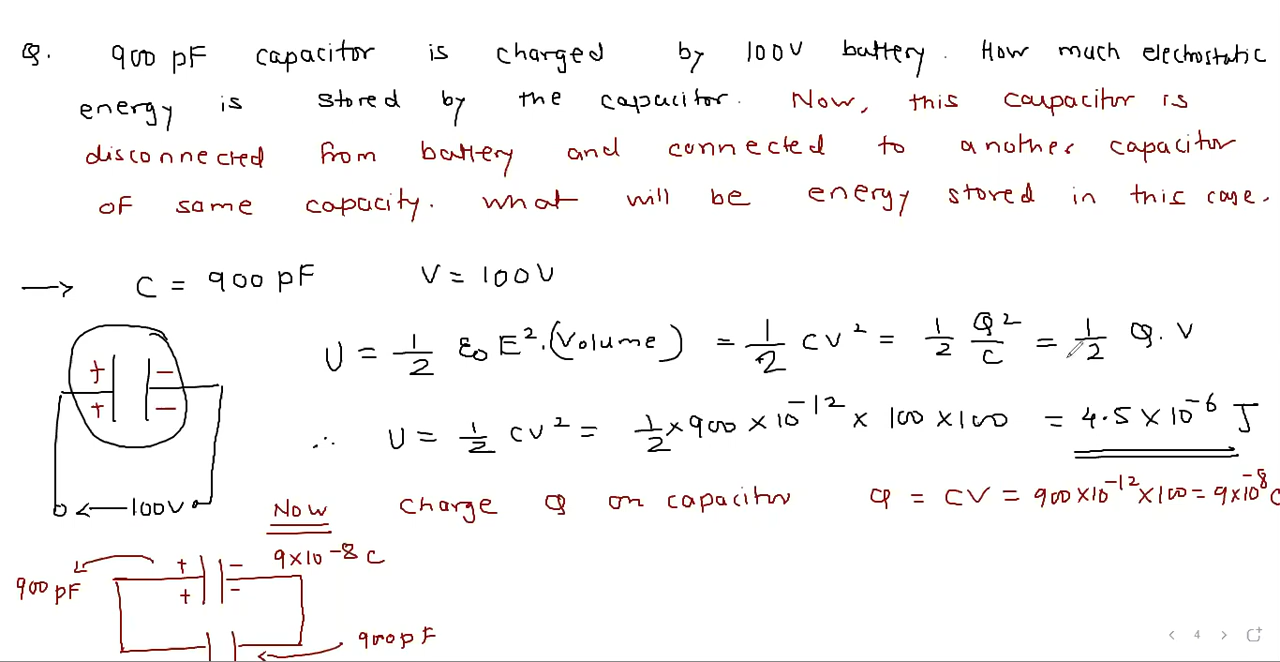 Q. 900 pF capacitor is charged by 100V battery. How much electrostatic
energy is stored by the capacitor. Now, this caupacitor is
disconnected from battery and connected to another capacitor
of same capacity. what will be energy stored in this case.
→ C = 900 pF V = 100V
U = 1/2 ε₀ E². (Volume) = 1/2 CV² = 1/2 Q²/C = 1/2 Q. V
+ −
+ −
∴ U = 1/2 CV² = 1/2 × 900 × 10⁻¹² × 100 × 100 = 4.5 × 10⁻⁶ J
← 100V
Now charge Q on capacitor Q = CV = 900×10⁻¹²×100 = 9×10⁻⁸ C
9×10⁻⁸ C
+ −
+ −
900 pF
900 pF
< 4 >